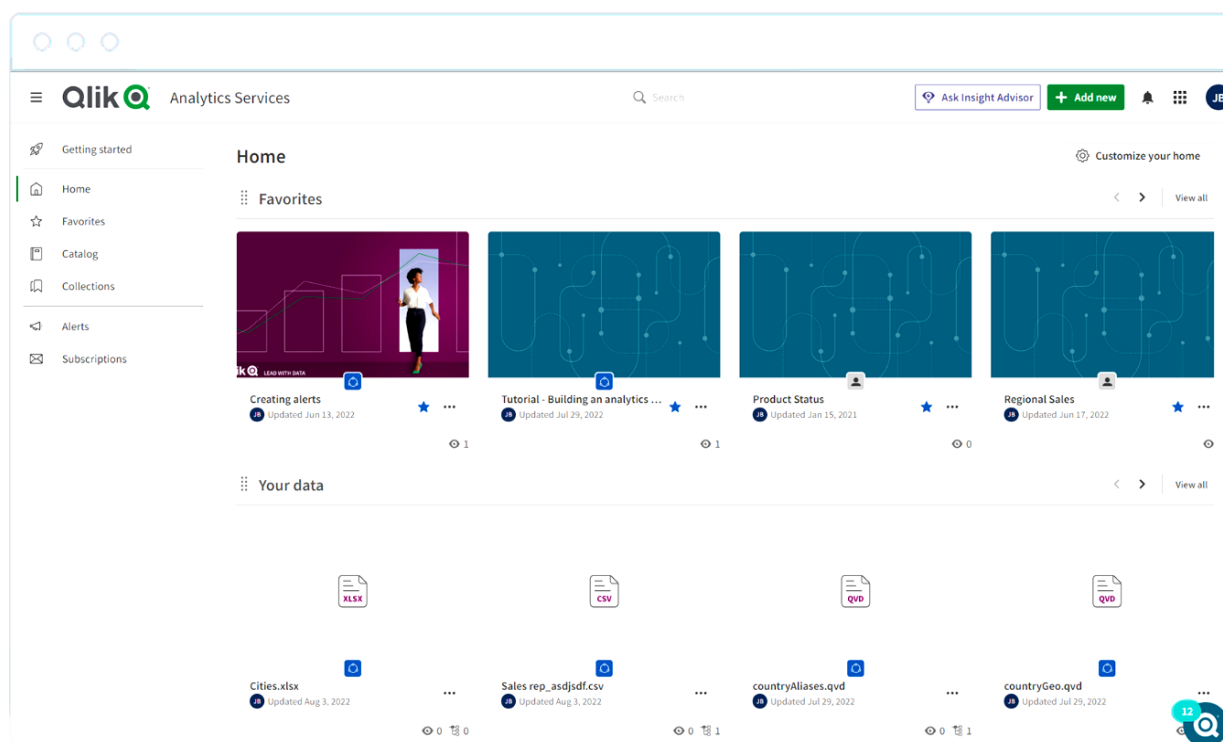 Qlik Analytics Services
Search
Ask Insight Advisor
Add new
JB
Getting started
Home
Favorites
Catalog
Collections
Alerts
Subscriptions
Home
Customize your home
Favorites
View all
LEAD WITH DATA
Creating alerts
JB Updated Jun 13, 2022
1
Tutorial - Building an analytics ...
JB Updated Jul 29, 2022
1
Product Status
JB Updated Jan 15, 2021
0
Regional Sales
JB Updated Jun 17, 2022
Your data
View all
XLSX
Cities.xlsx
JB Updated Aug 3, 2022
0 0
CSV
Sales rep_asdjsdf.csv
JB Updated Aug 3, 2022
0 1
QVD
countryAliases.qvd
JB Updated Jul 29, 2022
0 1
QVD
countryGeo.qvd
JB Updated Jul 29, 2022
12